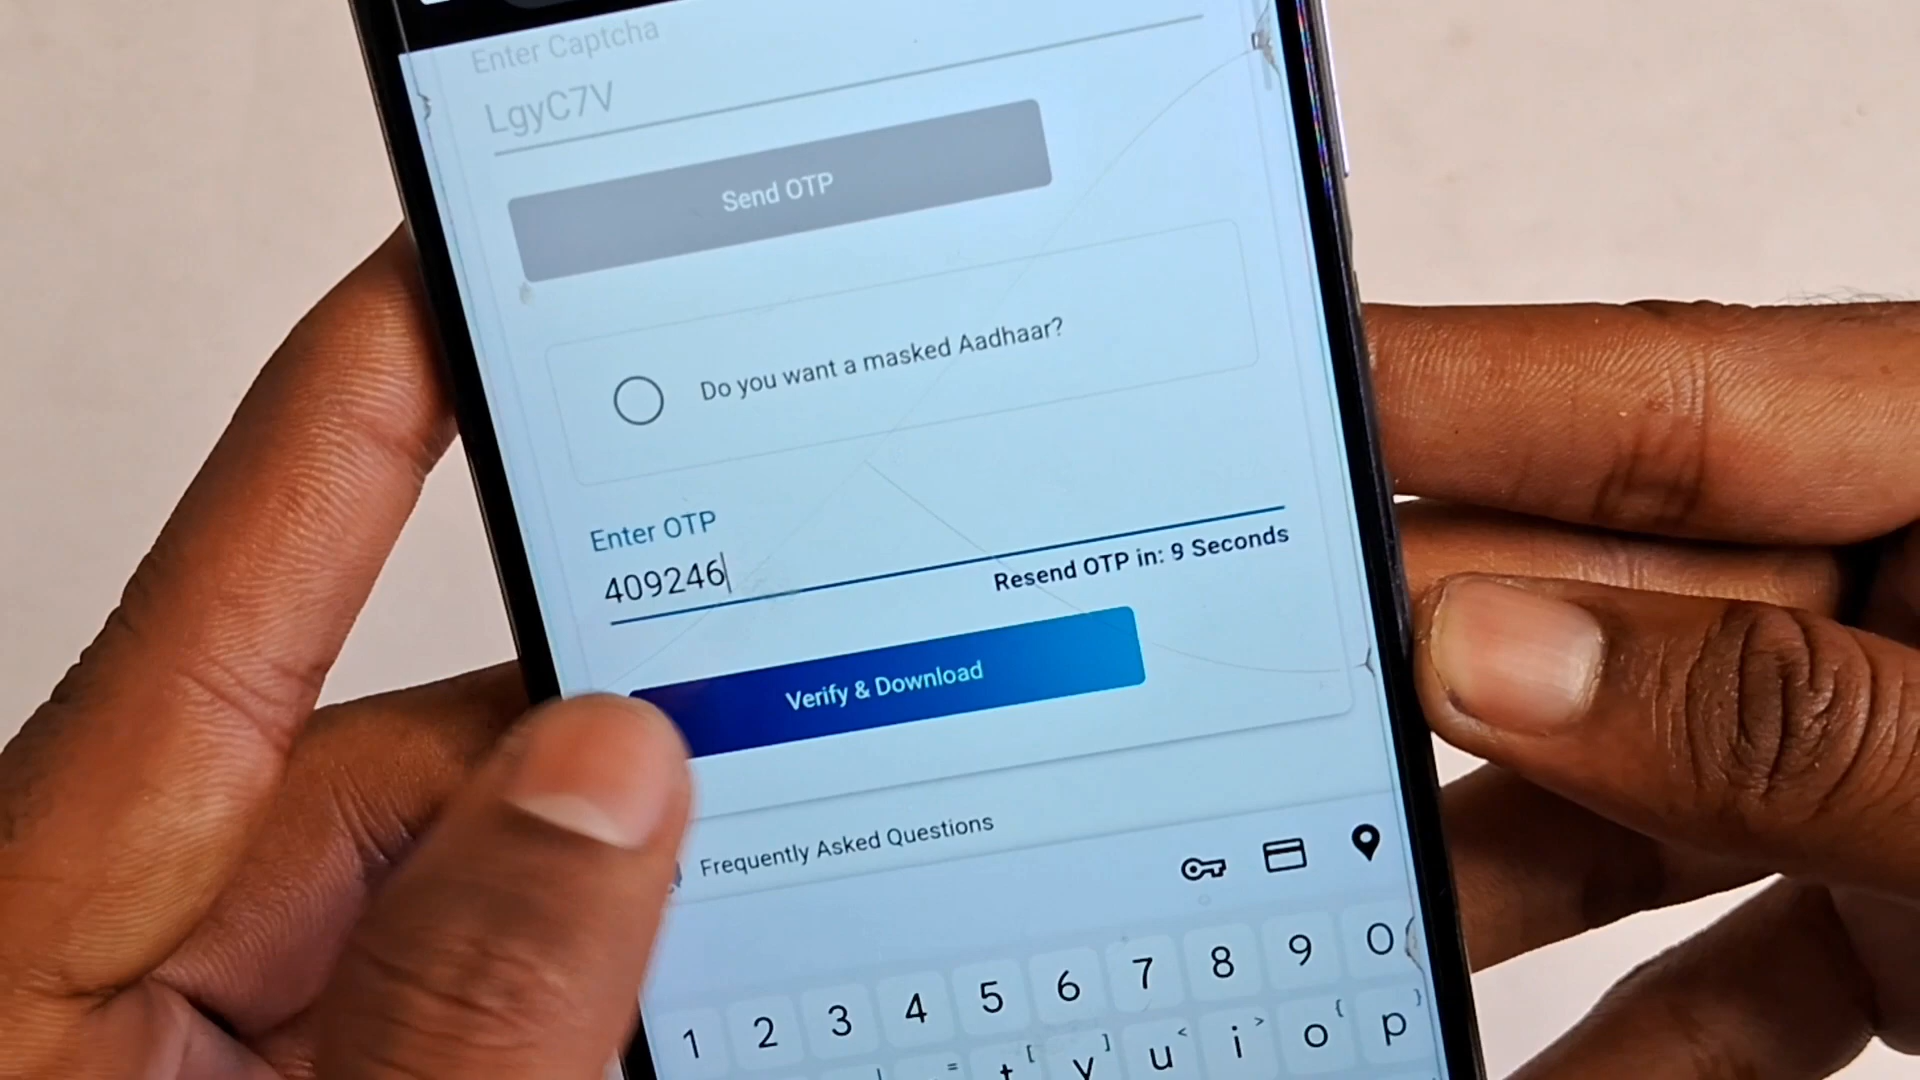 Enter Captcha
LgyC7V
Send OTP
Do you want a masked Aadhaar?
Enter OTP
409246
Resend OTP in: 9 Seconds
Verify & Download
Frequently Asked Questions
1 2 3 4 5 6 7 8 9 0
= [ ] < > { }
t y u i o p